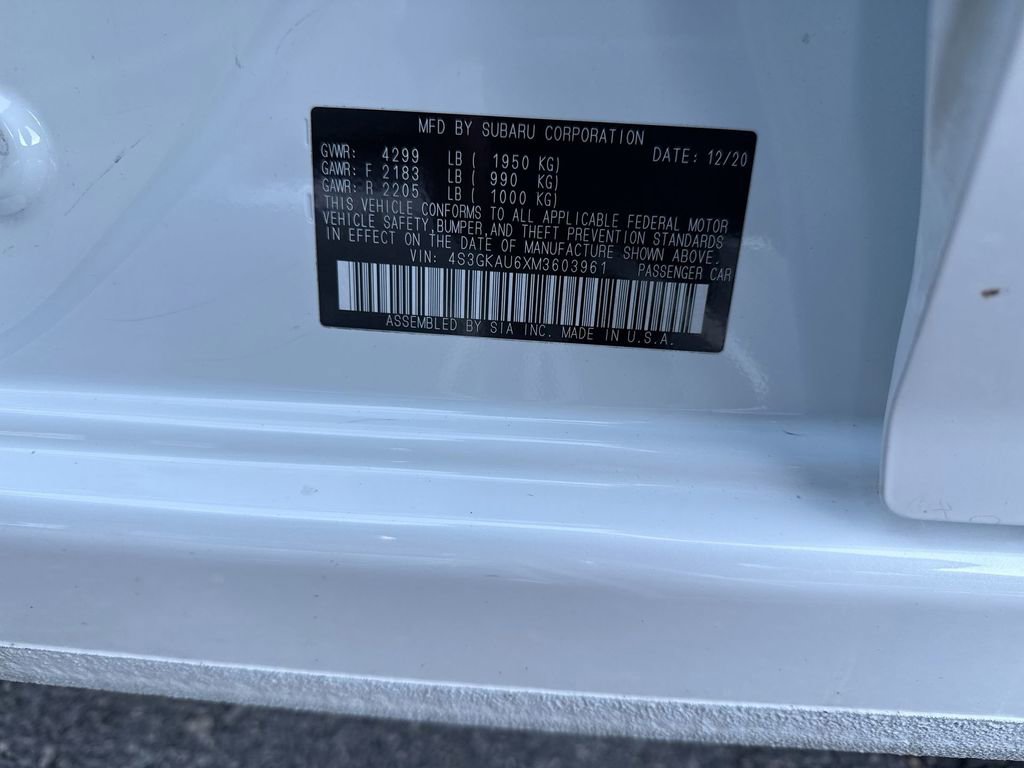 MFD BY SUBARU CORPORATION
GVWR: 4299 LB ( 1950 KG) DATE: 12/20
GAWR: F 2183 LB ( 990 KG)
GAWR: R 2205 LB ( 1000 KG)
THIS VEHICLE CONFORMS TO ALL APPLICABLE FEDERAL MOTOR
VEHICLE SAFETY,BUMPER,AND THEFT PREVENTION STANDARDS
IN EFFECT ON THE DATE OF MANUFACTURE SHOWN ABOVE.
VIN: 4S3GKAU6XM3603961 PASSENGER CAR
ASSEMBLED BY SIA INC. MADE IN U.S.A.